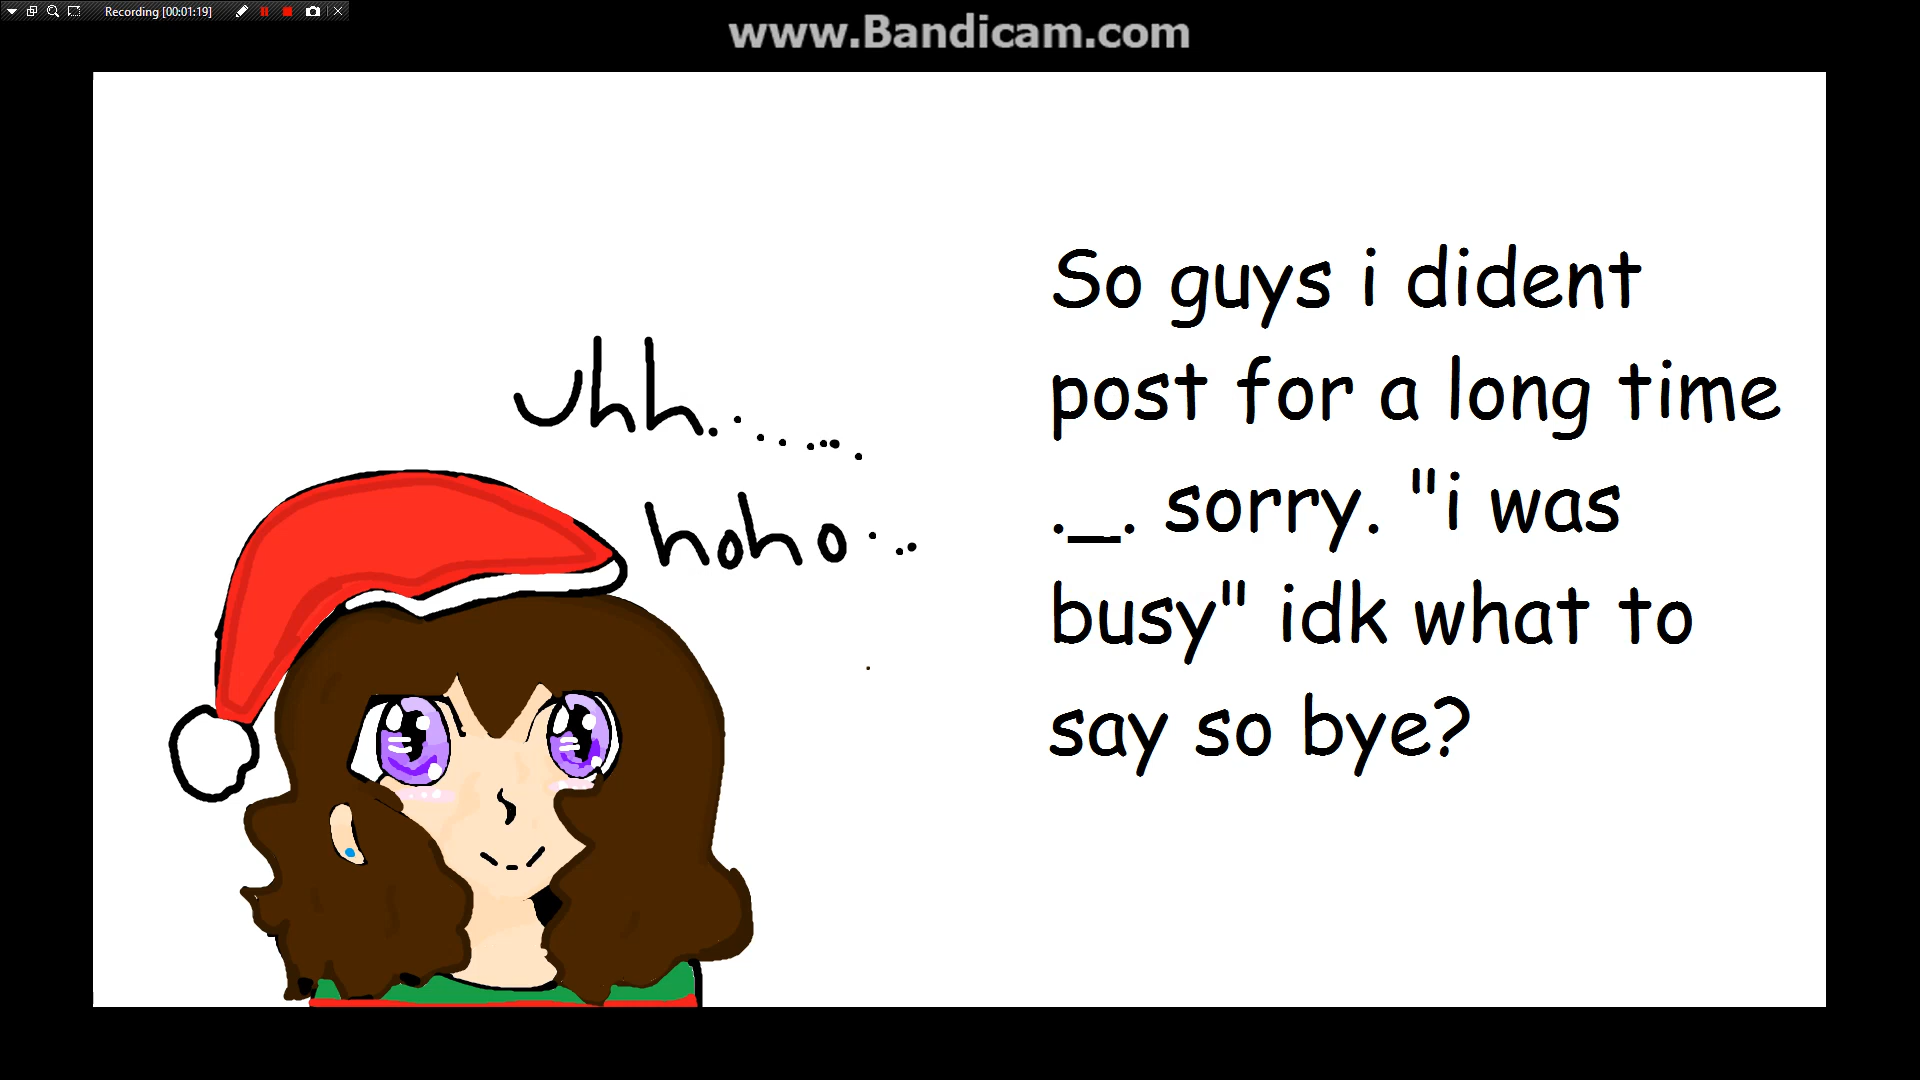 Recording [00:01:19]
www.Bandicam.com
So guys i dident
post for a long time
._. sorry. "i was
busy" idk what to
say so bye?
uhh.........
hoho...